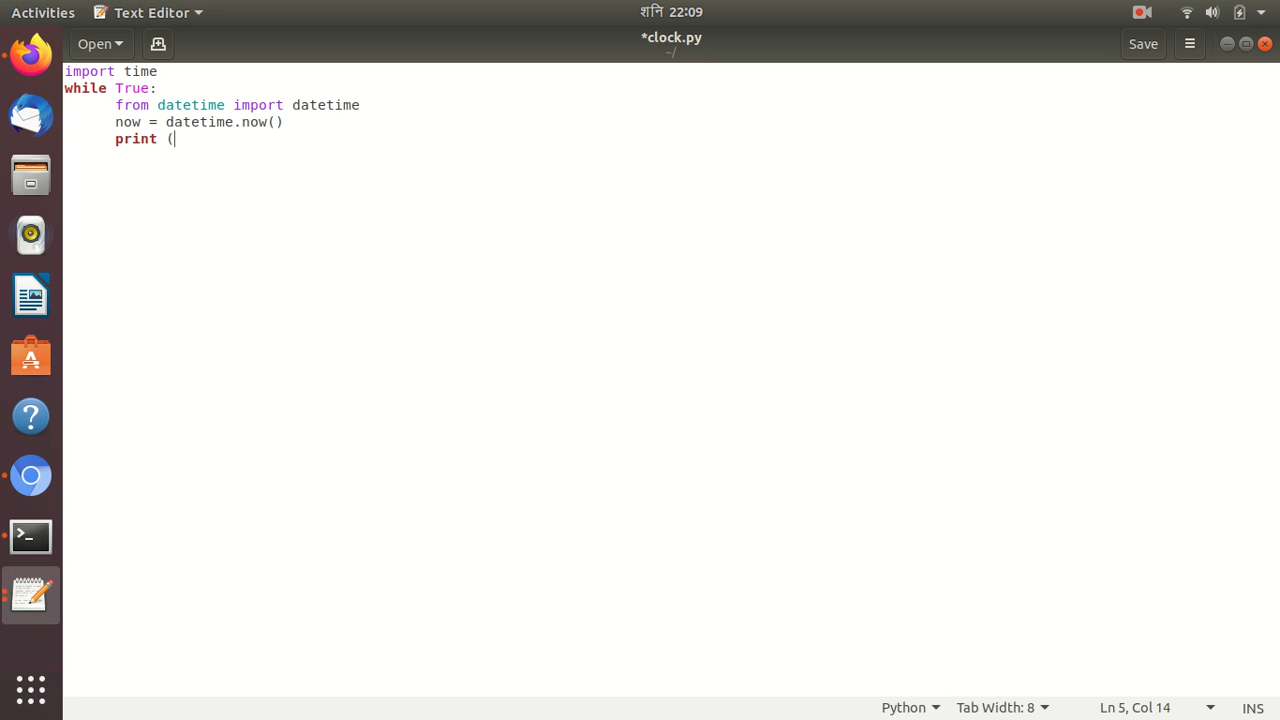 Activities Text Editor शनि 22:09
Open *clock.py ~/ Save
import time
while True:
from datetime import datetime
now = datetime.now()
print (
Python Tab Width: 8 Ln 5, Col 14 INS